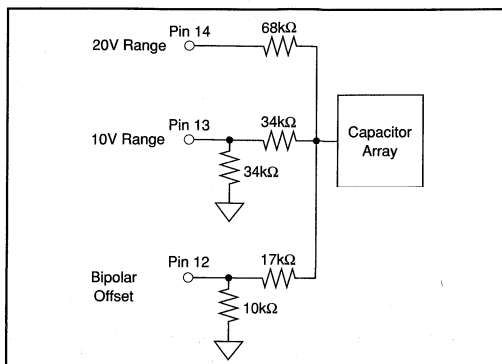 68kΩ
Pin 14
20V Range
Pin 13
34kΩ
10V Range
Capacitor
Array
34kΩ
Pin 12
17kΩ
Bipolar
Offset
10kΩ